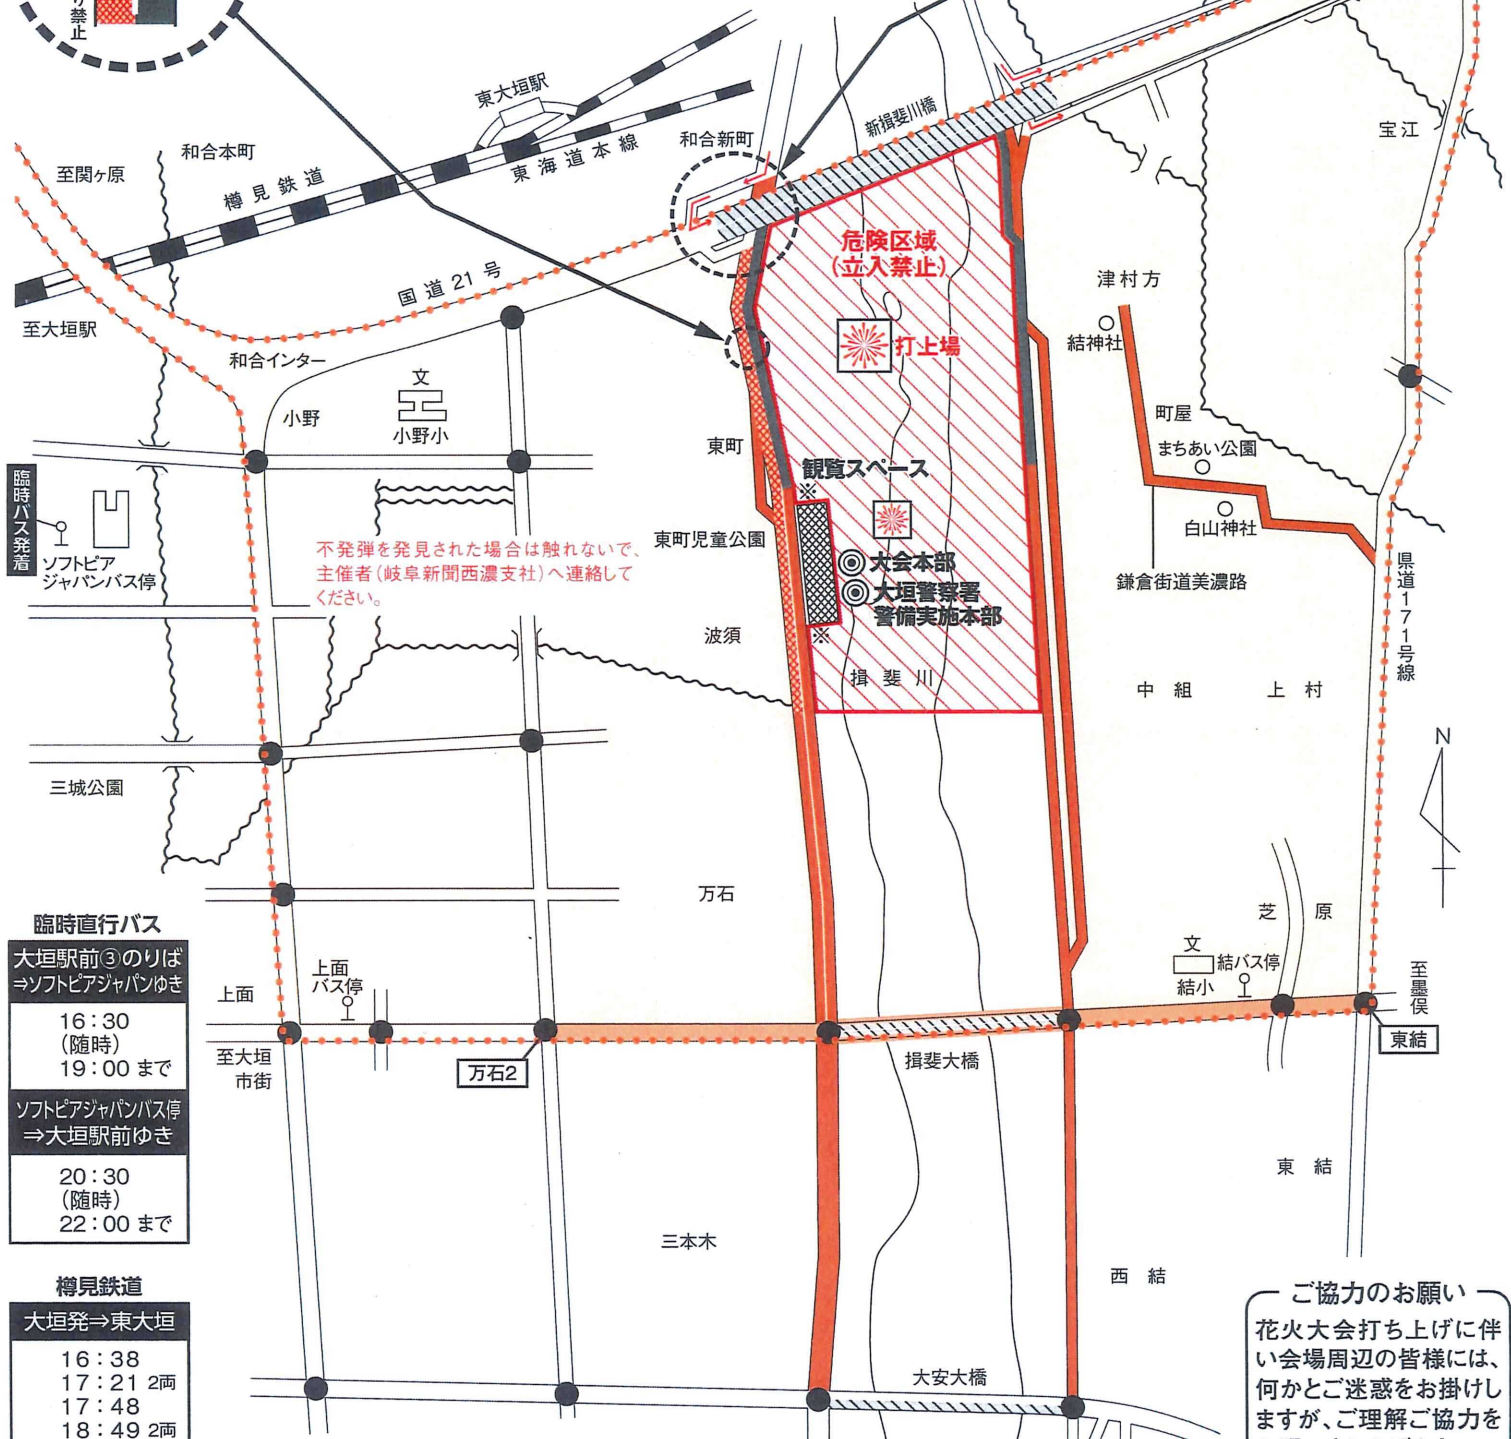 り禁止
東大垣駅
新揖斐川橋
宝江
和合本町
至関ヶ原
樽見鉄道
東海道本線
和合新町
危険区域
(立入禁止)
津村方
国道21号
至大垣駅
結神社
打上場
和合インター
文
小野
小野小
町屋
まちあい公園
東町
観覧スペース
※
臨時バス発着
白山神社
東町児童公園
不発弾を発見された場合は触れないで、
主催者(岐阜新聞西濃支社)へ連絡して
ください。
ソフトピア
ジャパンバス停
大会本部
大垣警察署
警備実施本部
鎌倉街道美濃路
県道171号線
波須
※
揖斐川
中組
上村
N
三城公園
万石
芝原
臨時直行バス
大垣駅前③のりば
⇒ソフトピアジャパンゆき
16:30
(随時)
19:00 まで
ソフトピアジャパンバス停
⇒大垣駅前ゆき
20:30
(随時)
22:00 まで
上面
バス停
上面
文
結バス停
結小
至墨俣
至大垣
市街
万石2
揖斐大橋
東結
東結
三本木
西結
樽見鉄道
大垣発⇒東大垣
16:38
17:21 2両
17:48
18:49 2両
大安大橋
ご協力のお願い
花火大会打ち上げに伴
い会場周辺の皆様には、
何かとご迷惑をお掛けし
ますが、ご理解ご協力を